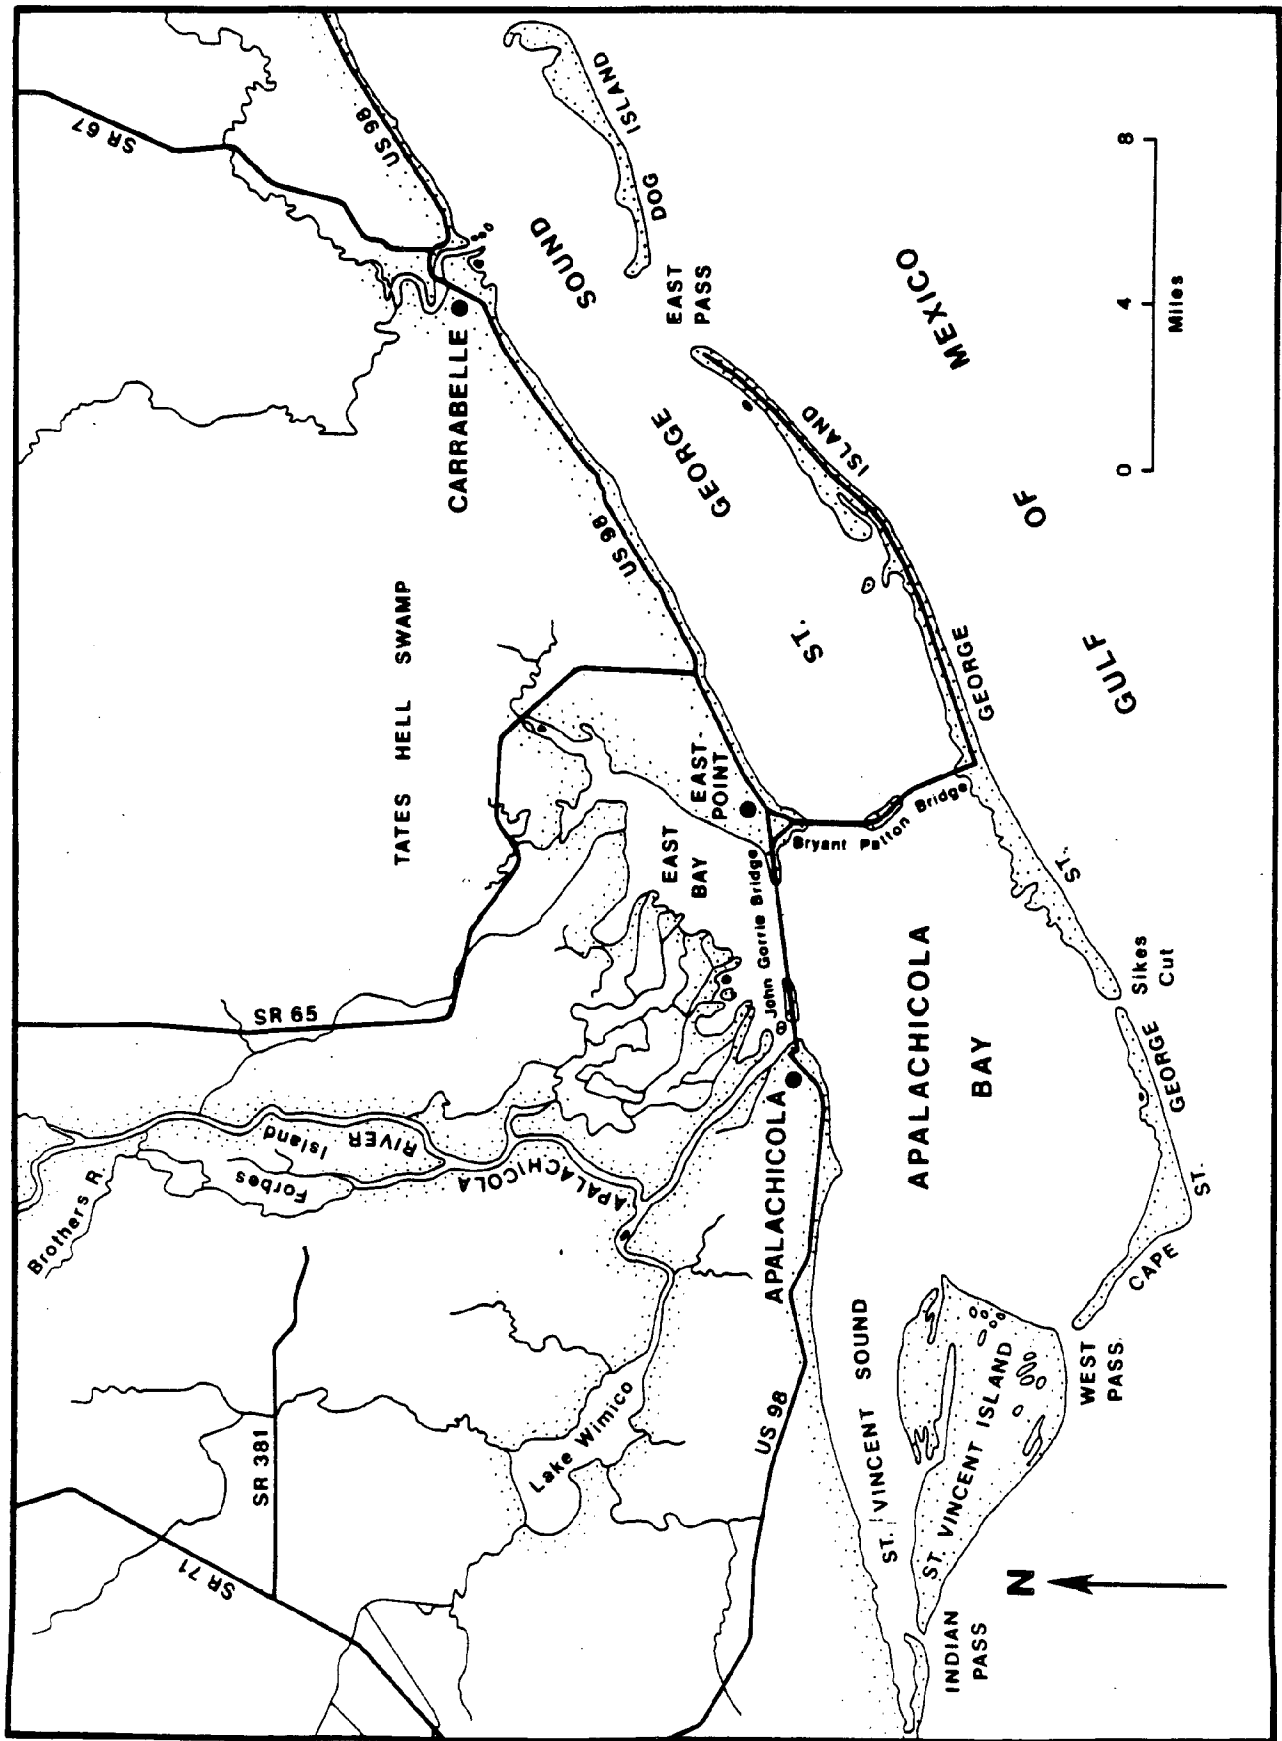 SR 67
US 98
DOG ISLAND
CARRABELLE
SOUND
EAST
PASS
MEXICO
8
4
0
Miles
GEORGE
ISLAND
US 98
OF
TATES HELL SWAMP
ST.
GEORGE
GULF
EAST-
POINT
EAST
BAY
Bryant Patton Bridge
John Gorrie Bridge
ST.
SR 65
Sikes
Cut
APALACHICOLA
BAY
GEORGE
ST.
CAPE
RIVER
APALACHICOLA
Forbes Island
Brothers R.
APALACHICOLA
SR 381
Lake Wimico
US 98
ST. VINCENT SOUND
ST. VINCENT ISLAND
WEST
PASS
SR 71
N
INDIAN
PASS